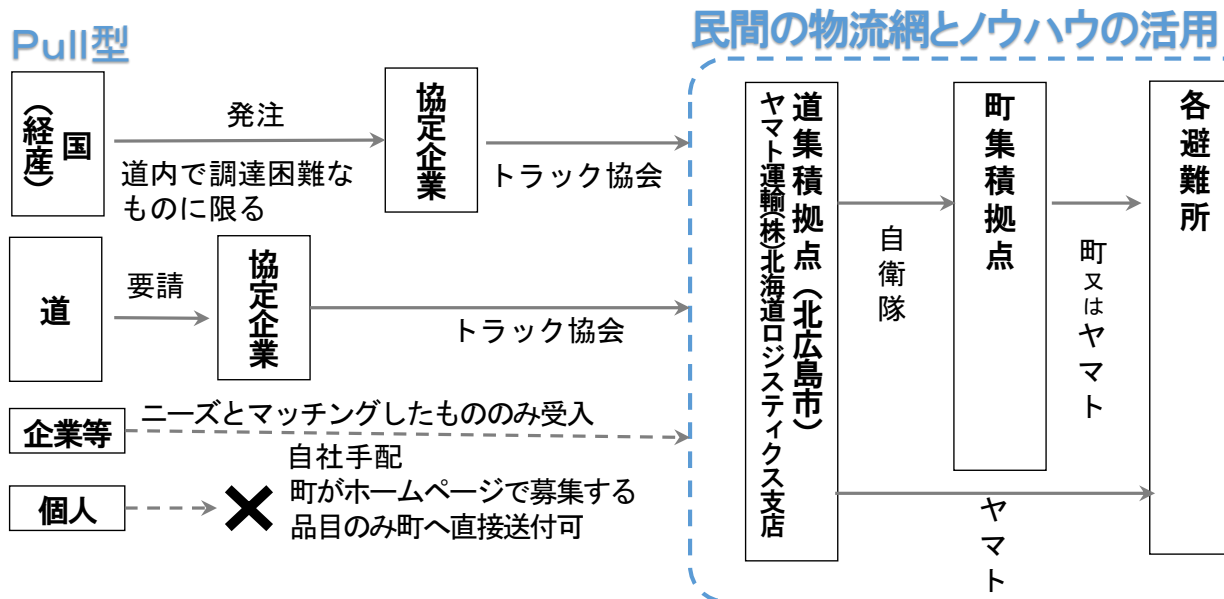 Pull型
民間の物流網とノウハウの活用
国
(経産)
発注
道内で調達困難な
ものに限る
協定企業
トラック協会
道
要請
協定企業
トラック協会
企業等
ニーズとマッチングしたもののみ受入
自社手配
個人
町がホームページで募集する
品目のみ町へ直接送付可
道集積拠点(北広島市)
ヤマト運輸(株)北海道ロジスティクス支店
自衛隊
町集積拠点
町又はヤマト
各避難所
ヤマト